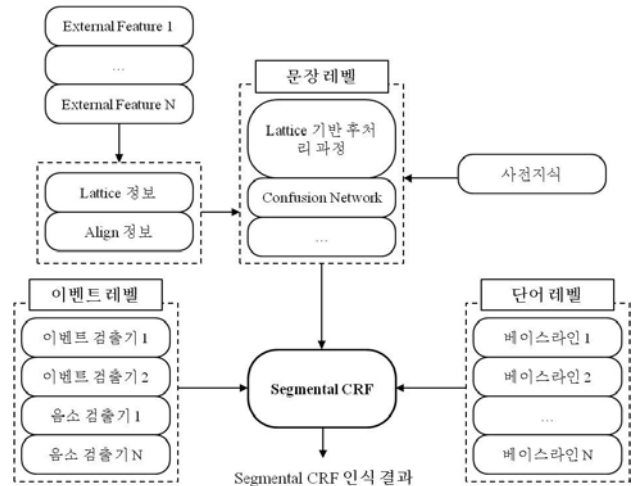 External Feature 1
...
External Feature N
Lattice 정보
Align 정보
문장 레벨
Lattice 기반 후처
리 과정
Confusion Network
...
사전지식
이벤트 레벨
이벤트 검출기 1
이벤트 검출기 2
음소 검출기 1
음소 검출기 N
Segmental CRF
단어 레벨
베이스라인 1
베이스라인 2
...
베이스라인 N
Segmental CRF 인식 결과